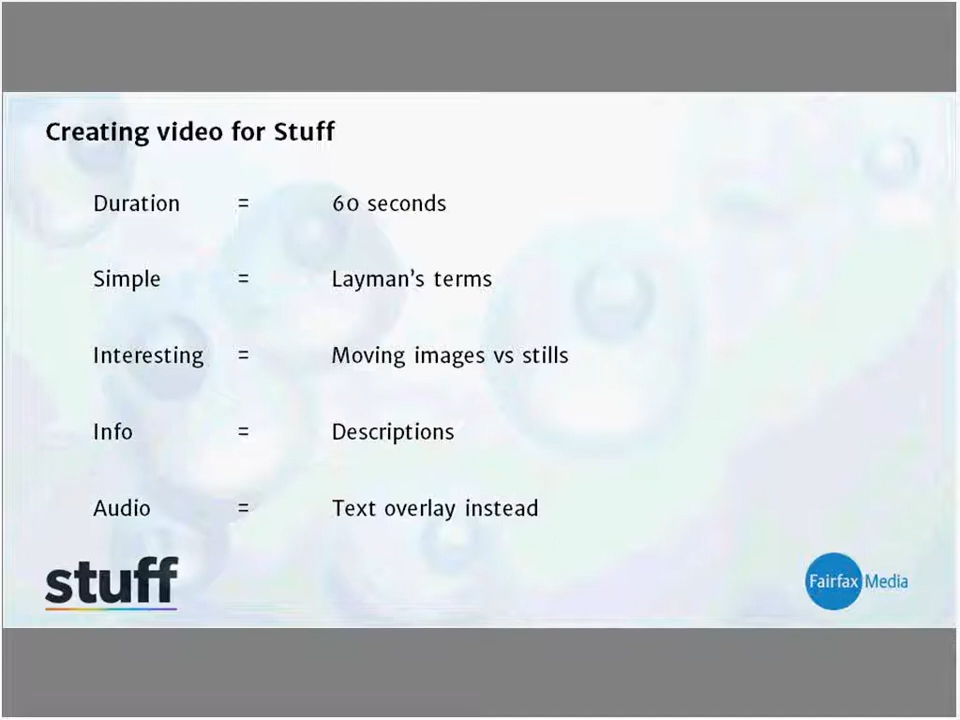 Creating video for Stuff
Duration = 60 seconds
Simple = Layman's terms
Interesting = Moving images vs stills
Info = Descriptions
Audio = Text overlay instead
stuff
Fairfax Media